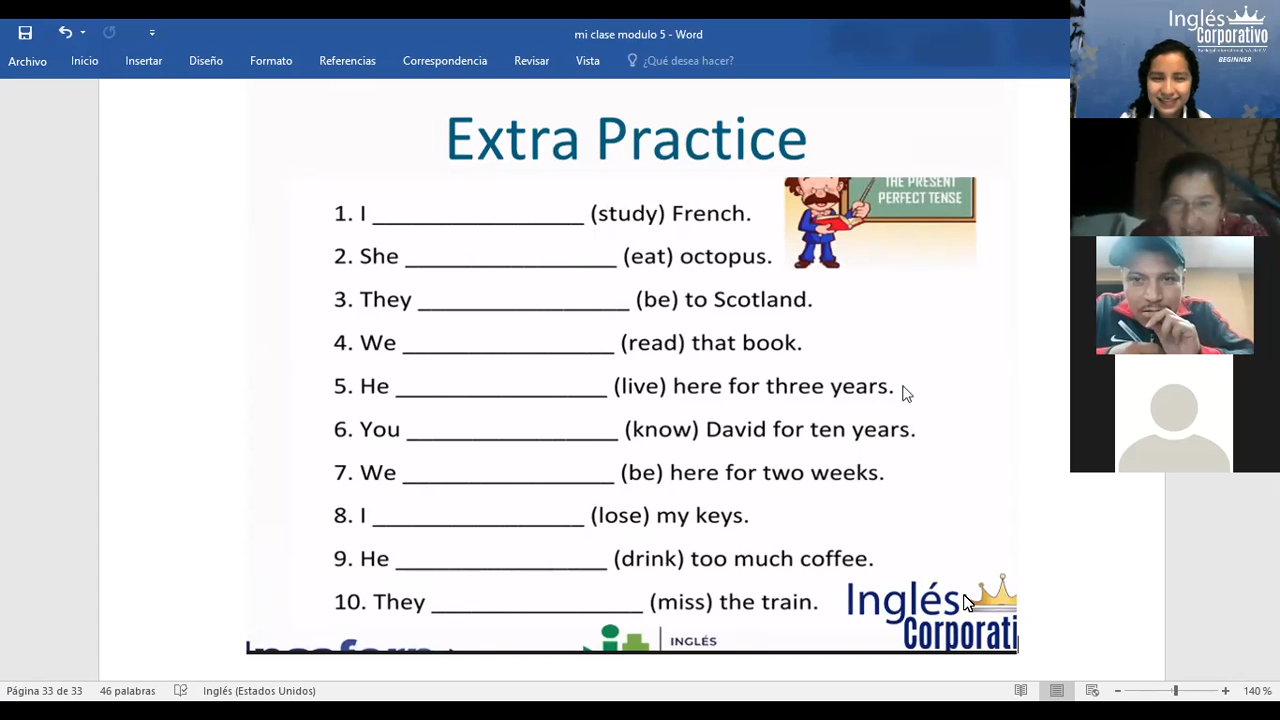 mi clase modulo 5 - Word
Archivo Inicio Insertar Diseño Formato Referencias Correspondencia Revisar Vista ¿Qué desea hacer?
Inglés
Corporativo
BEGINNER
Extra Practice
THE PRESENT
PERFECT TENSE
1. I _________________ (study) French.
2. She _________________ (eat) octopus.
3. They _________________ (be) to Scotland.
4. We _________________ (read) that book.
5. He _________________ (live) here for three years.
6. You _________________ (know) David for ten years.
7. We _________________ (be) here for two weeks.
8. I _________________ (lose) my keys.
9. He _________________ (drink) too much coffee.
10. They _________________ (miss) the train.
Inglés
Corporati
INGLÉS
Página 33 de 33 46 palabras Inglés (Estados Unidos) 140 %